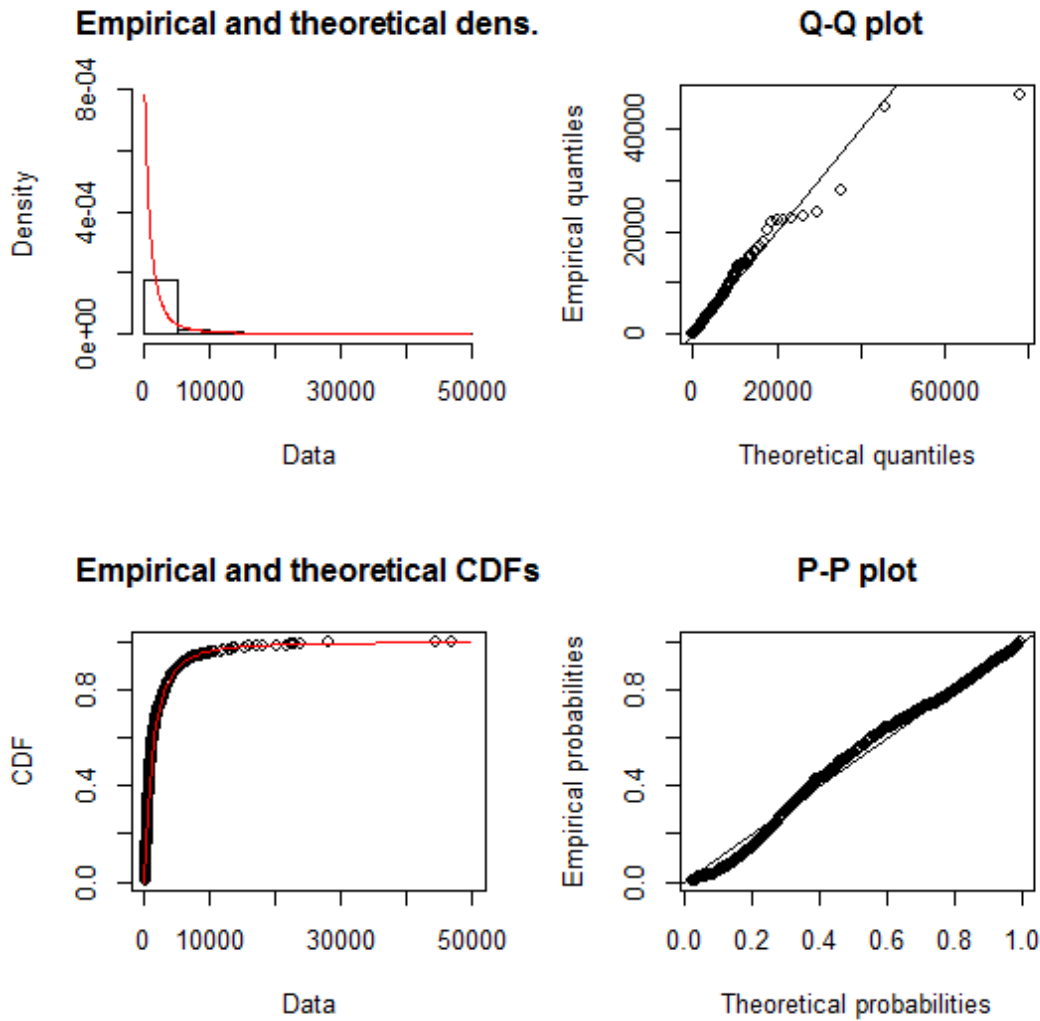 Empirical and theoretical dens.
Density
0e+00 4e-04 8e-04
0 10000 30000 50000
Data
Q-Q plot
Empirical quantiles
0 20000 40000
0 20000 60000
Theoretical quantiles
Empirical and theoretical CDFs
CDF
0.0 0.4 0.8
0 10000 30000 50000
Data
P-P plot
Empirical probabilities
0.0 0.4 0.8
0.0 0.2 0.4 0.6 0.8 1.0
Theoretical probabilities